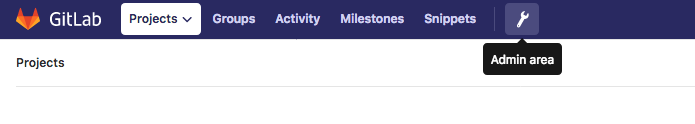 GitLab Projects Groups Activity Milestones Snippets
Admin area
Projects